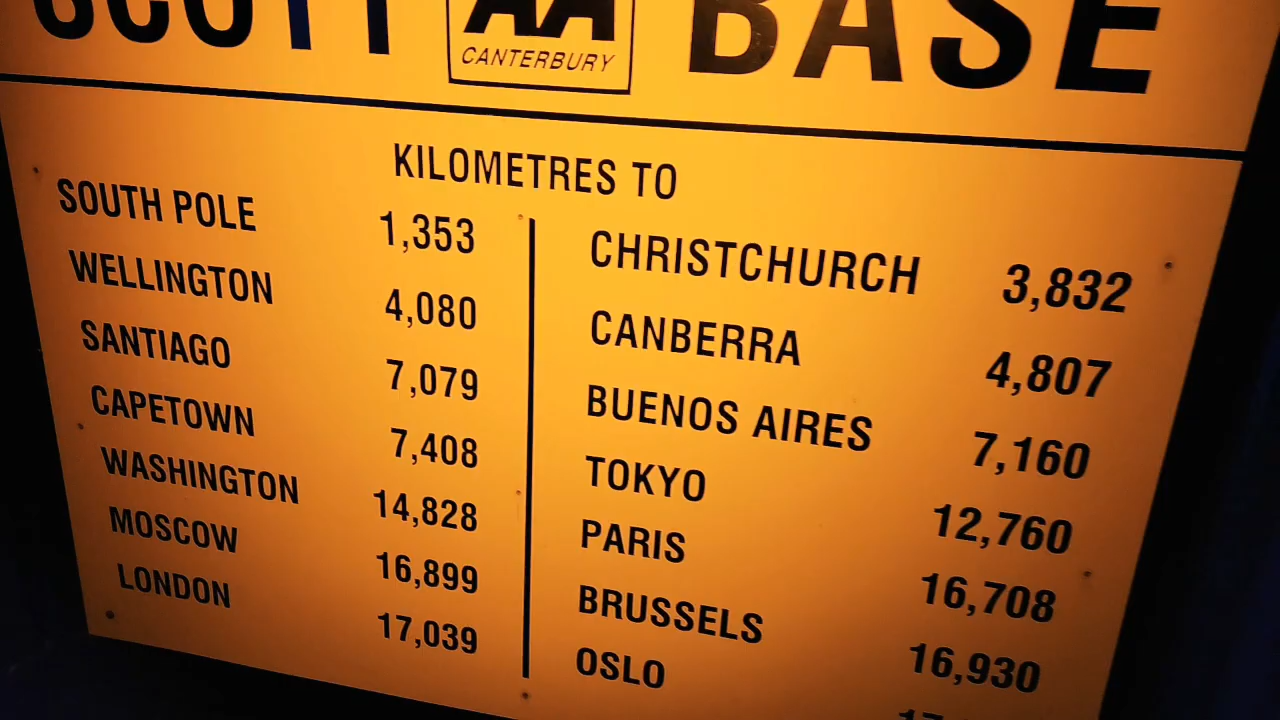 SCOTT AA BASE
CANTERBURY
KILOMETRES TO
SOUTH POLE 1,353
WELLINGTON 4,080
SANTIAGO 7,079
CAPETOWN 7,408
WASHINGTON 14,828
MOSCOW 16,899
LONDON 17,039
CHRISTCHURCH 3,832
CANBERRA 4,807
BUENOS AIRES 7,160
TOKYO 12,760
PARIS 16,708
BRUSSELS 16,930
OSLO